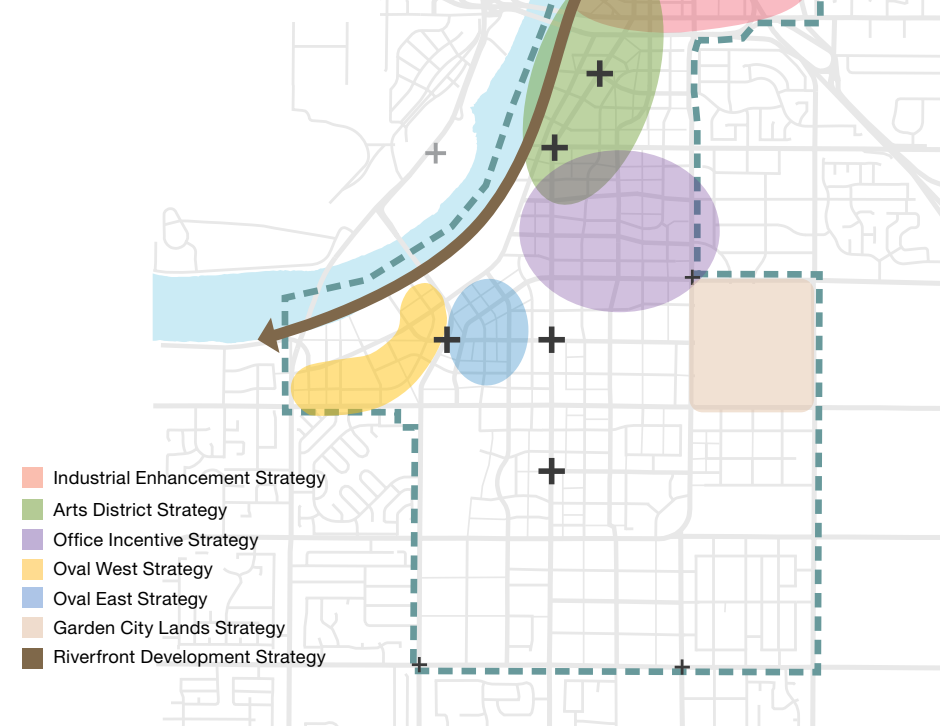 Industrial Enhancement Strategy
Arts District Strategy
Office Incentive Strategy
Oval West Strategy
Oval East Strategy
Garden City Lands Strategy
Riverfront Development Strategy